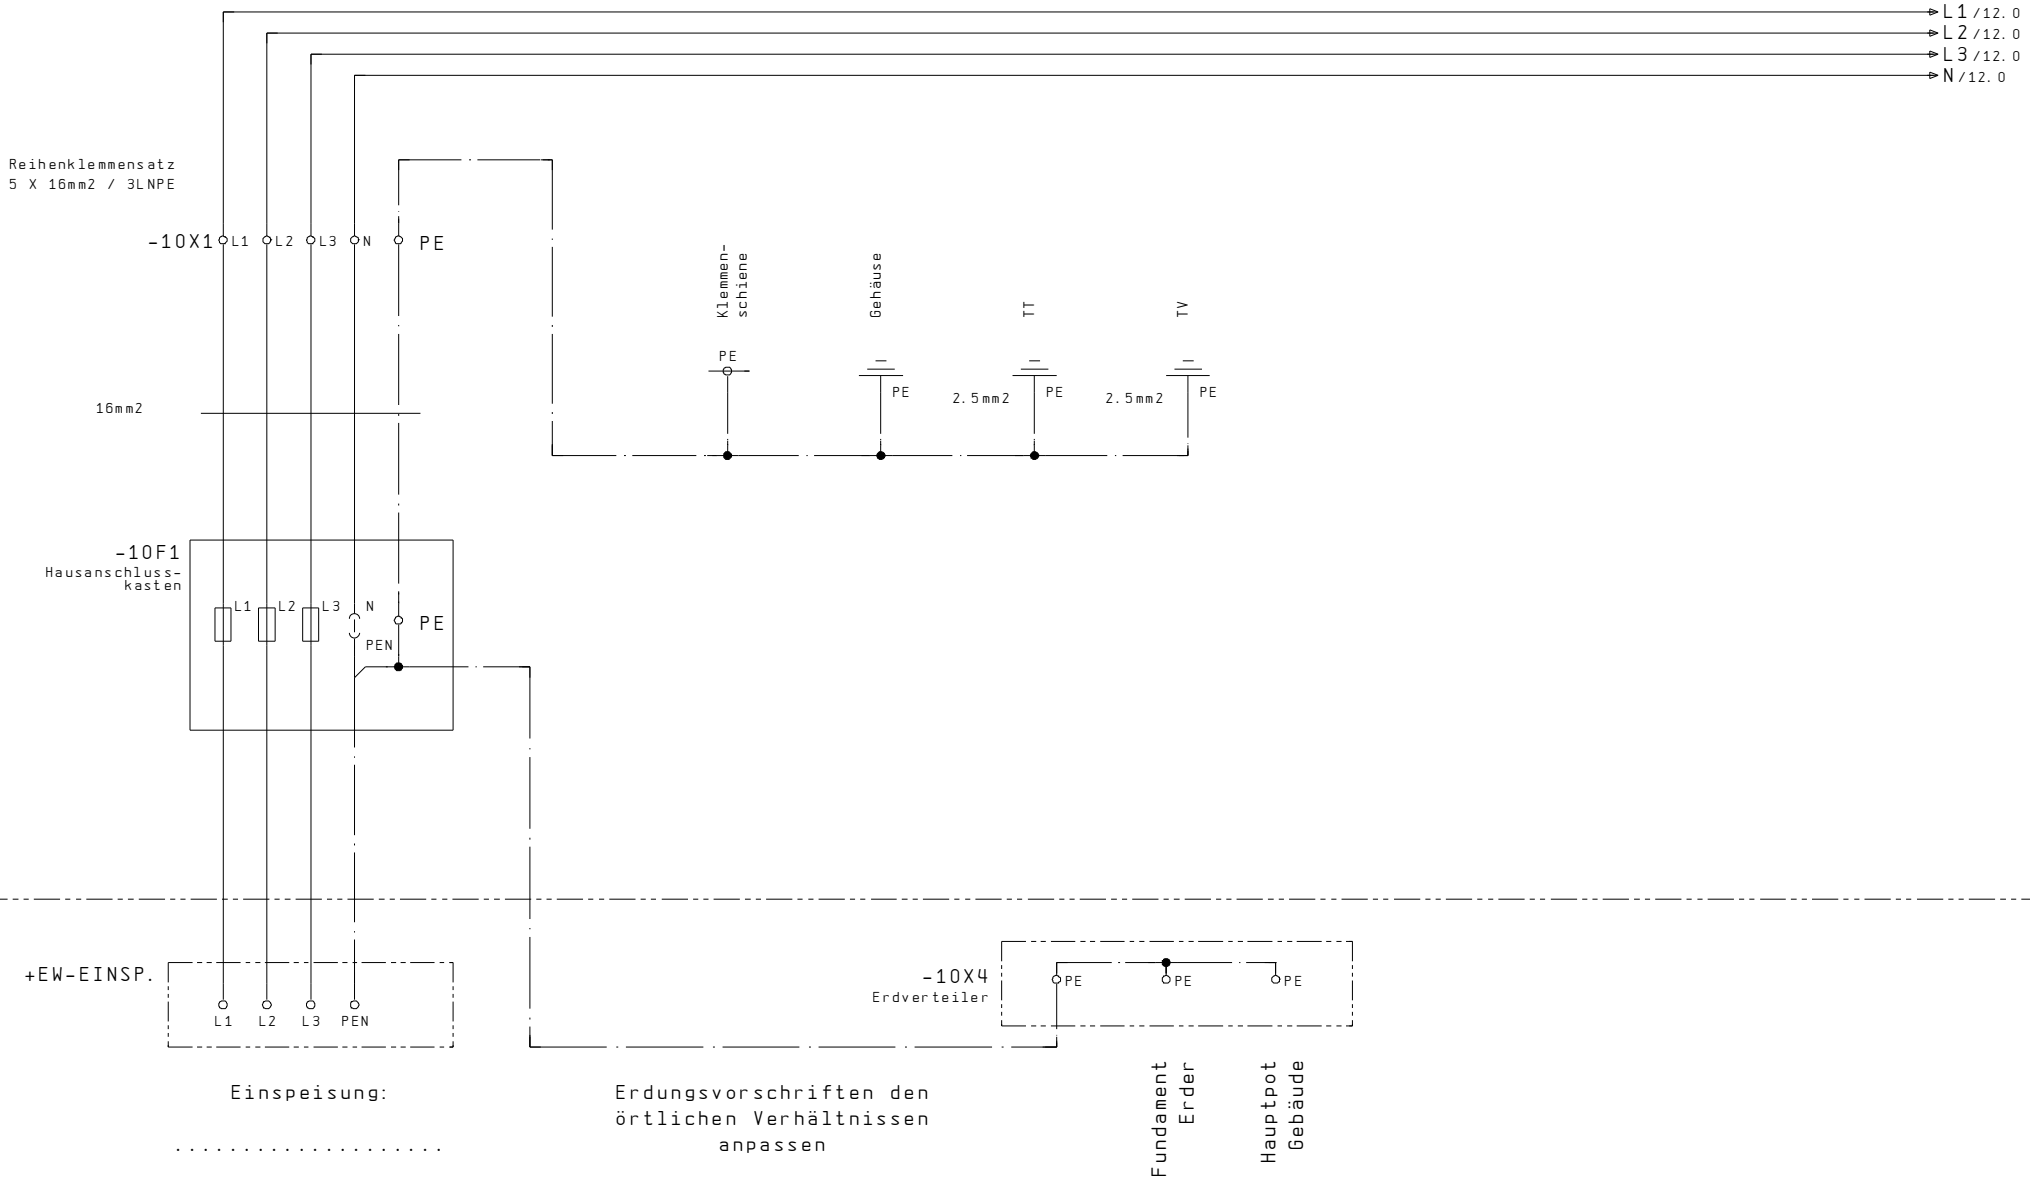 L1/12.0
L2/12.0
L3/12.0
N/12.0
Reihenklemmensatz
5 X 16mm2 / 3LNPE
-10X1 L1 L2 L3 N PE
Klemmen-
schiene
Gehäuse
TT
TV
PE
PE
2.5mm2 PE
2.5mm2 PE
16mm2
-10F1
Hausanschluss-
kasten
L1 L2 L3 N PE
PEN
+EW-EINSP.
L1 L2 L3 PEN
-10X4
Erdverteiler
PE PE PE
Einspeisung:
....................
Erdungsvorschriften den
örtlichen Verhältnissen
anpassen
Fundament
Erder
Hauptpot
Gebäude